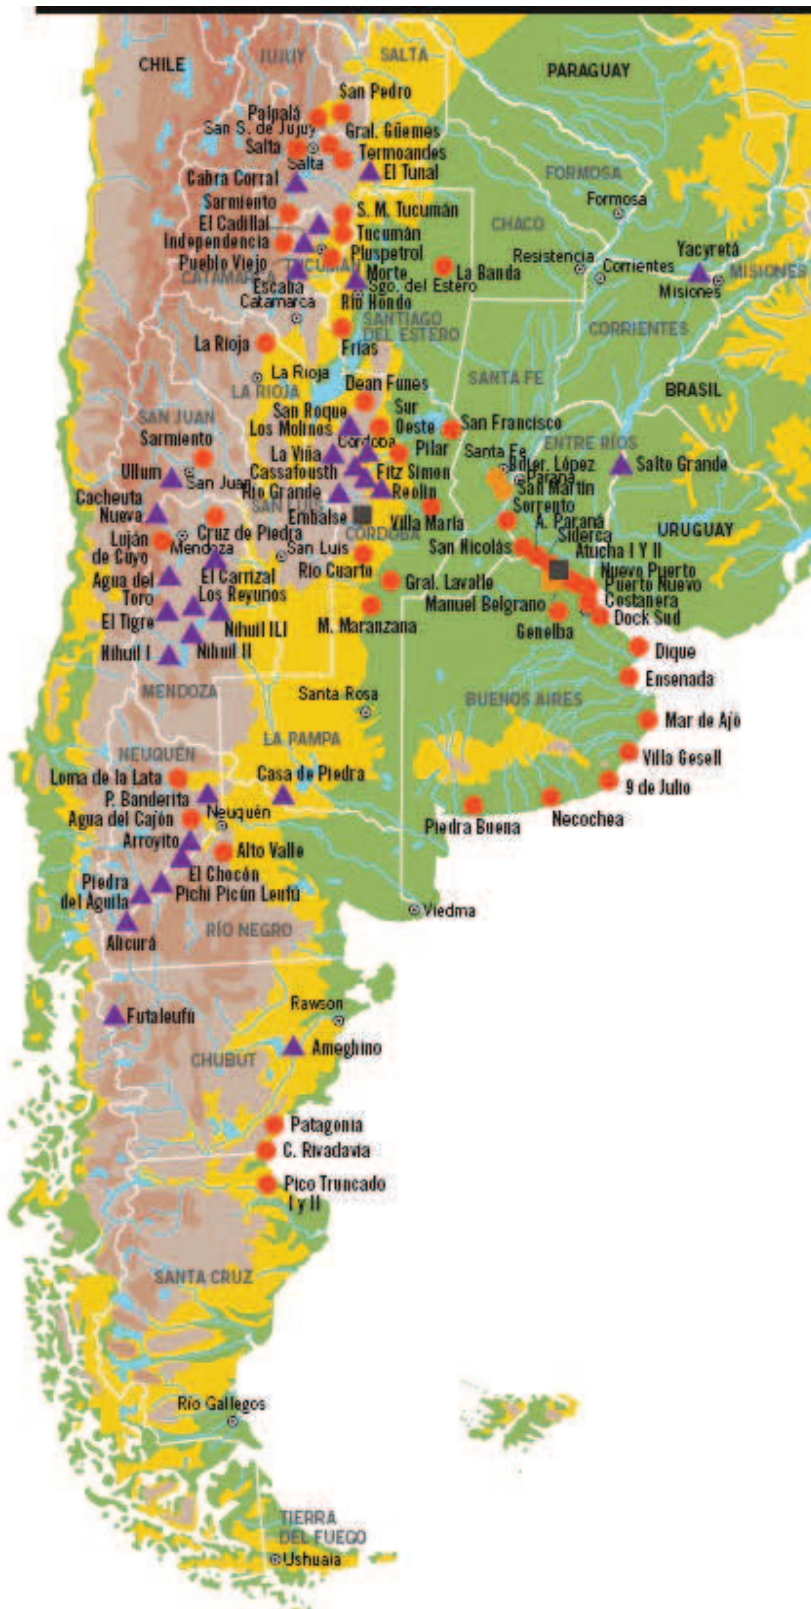 JUJUY
SALTA
CHILE
PARAGUAY
San Pedro
Palpalá
San S. de Jujuy
Gral. Güemes
Salta
Termoandes
Salta
El Tunal
Cabra Corral
FORMOSA
Formosa
Sarmiento
S. M. Tucumán
El Cadillal
CHACO
Tucumán
Independencia
Pluspetrol
Yacyretá
Pueblo Viejo
TUCUMÁN
Resistencia
Corrientes
MISIONES
La Banda
CATAMARCA
Morte
Escaba
Sgo. del Estero
Misiones
Catamarca
Río Hondo
SANTIAGO
DEL ESTERO
CORRIENTES
La Rioja
Frías
La Rioja
SANTA FE
LA RIOJA
Dean Funes
BRASIL
SAN JUAN
San Roque
Sur
Los Molinos
Oeste
San Francisco
Sarmiento
Córdoba
ENTRE RÍOS
La Viña
Pilar
Santa Fe
Ullum
San Juan
Cassafousth
Fitz Simon
Bdier. López
Salto Grande
Paraná
Cacheuta
Nueva
Río Grande
Reolín
San Martín
SAN LUIS
Embalse
Villa María
Sorrento
Cruz de Piedra
CÓRDOBA
A. Paraná
URUGUAY
Luján
de Cuyo
Mendoza
San Luis
San Nicolás
Siderca
Atucha I Y II
Río Cuarto
Nuevo Puerto
Agua del
Toro
El Carrizal
Gral. Lavalle
Puerto Nuevo
Los Reyunos
Manuel Belgrano
Costanera
El Tigre
Nihuil ILI
M. Maranzana
Genelba
Dock Sud
Nihuil I
Nihuil II
Dique
Ensenada
MENDOZA
Santa Rosa
BUENOS AIRES
Mar de Ajó
LA PAMPA
NEUQUÉN
Villa Gesell
Loma de la Lata
Casa de Piedra
9 de Julio
P. Banderita
Agua del Cajón
Neuquén
Piedra Buena
Necochea
Arroyito
Alto Valle
El Chocón
Piedra
del Aguila
Pichi Picún Leufú
Viedma
Alicurá
RÍO NEGRO
Futaleufú
Rawson
CHUBUT
Ameghino
Patagonia
C. Rivadavia
Pico Truncado
I y II
SANTA CRUZ
Río Gallegos
TIERRA
DEL FUEGO
Ushuaia